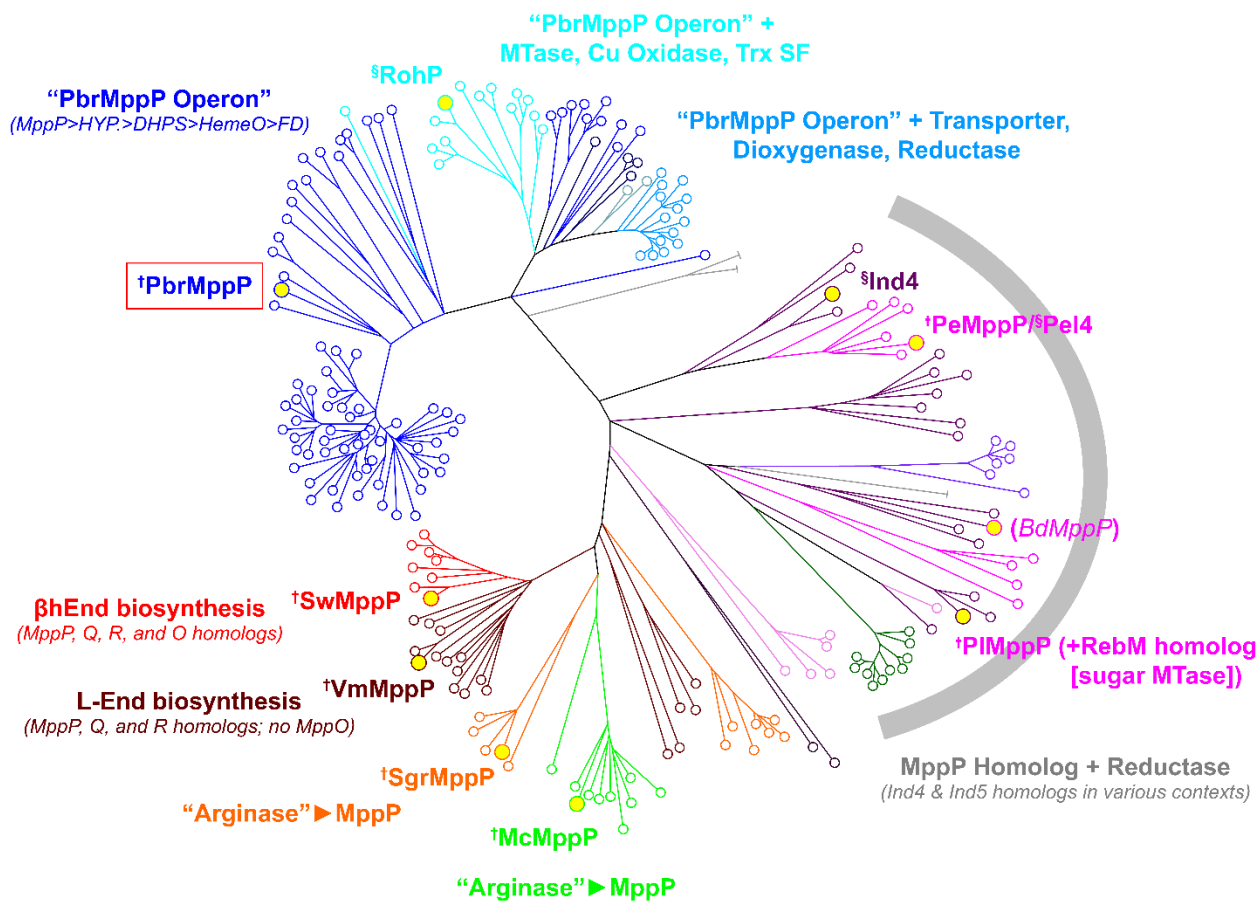 “PbrMppP Operon” +
MTase, Cu Oxidase, Trx SF
§RohP
“PbrMppP Operon”
(MppP>HYP.>DHPS>HemeO>FD)
“PbrMppP Operon” + Transporter,
Dioxygenase, Reductase
†PbrMppP
§Ind4
†PeMppP/§Pel4
(BdMppP)
†PlMppP (+RebM homolog
[sugar MTase])
βhEnd biosynthesis
(MppP, Q, R, and O homologs)
†SwMppP
L-End biosynthesis
(MppP, Q, and R homologs; no MppO)
†VmMppP
†SgrMppP
“Arginase”►MppP
†McMppP
“Arginase”►MppP
MppP Homolog + Reductase
(Ind4 & Ind5 homologs in various contexts)